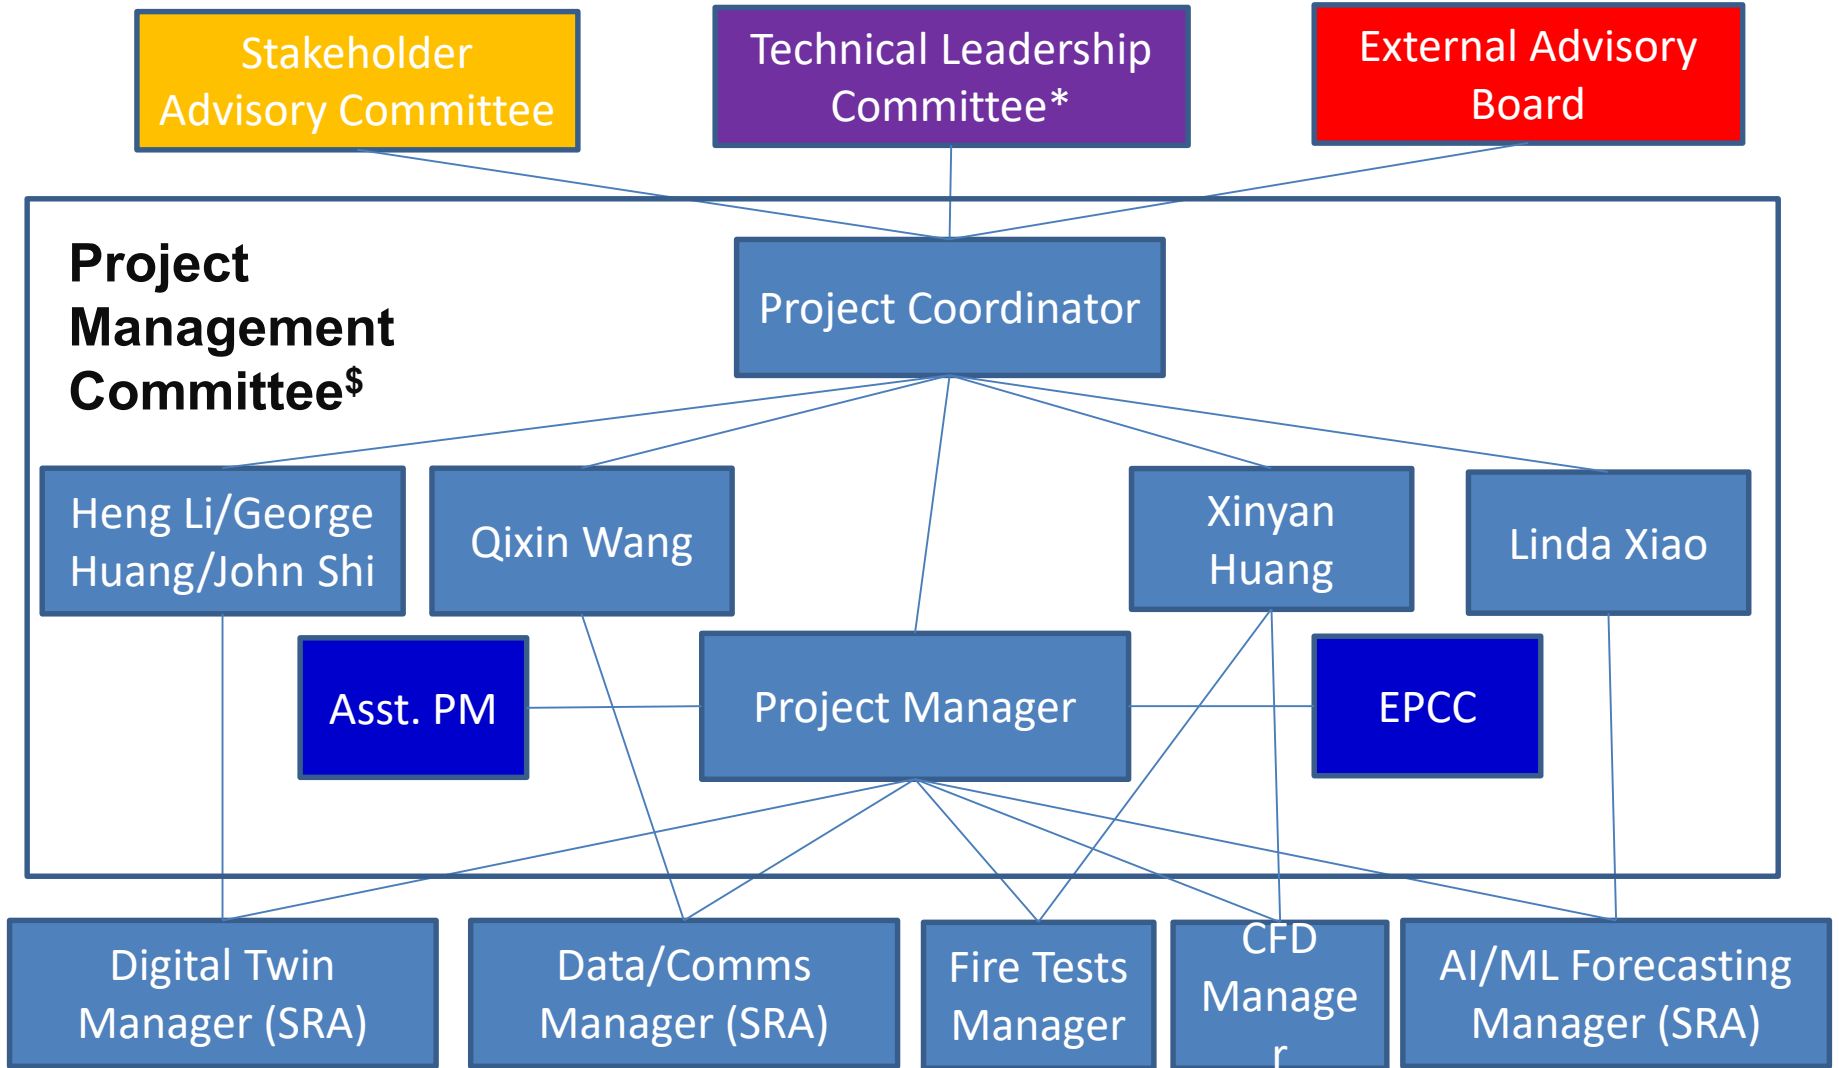 Stakeholder
Advisory Committee
Technical Leadership
Committee*
External Advisory
Board
Project
Management
Committee$
Project Coordinator
Heng Li/George
Huang/John Shi
Qixin Wang
Xinyan
Huang
Linda Xiao
Asst. PM
Project Manager
EPCC
Digital Twin
Manager (SRA)
Data/Comms
Manager (SRA)
Fire Tests
Manager
CFD
Manage
r
AI/ML Forecasting
Manager (SRA)